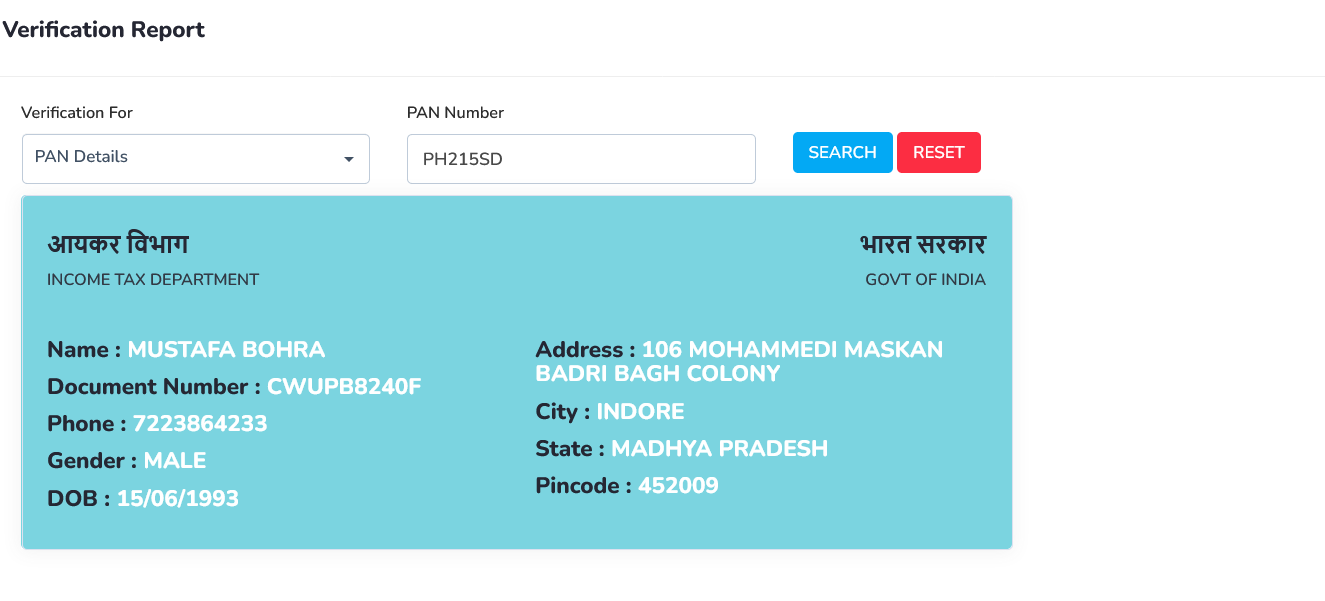 Verification Report
Verification For
PAN Number
PAN Details
PH215SD
SEARCH
RESET
आयकर विभाग
भारत सरकार
INCOME TAX DEPARTMENT
GOVT OF INDIA
Name : MUSTAFA BOHRA
Document Number : CWUPB8240F
Phone : 7223864233
Gender : MALE
DOB : 15/06/1993
Address : 106 MOHAMMEDI MASKAN
BADRI BAGH COLONY
City : INDORE
State : MADHYA PRADESH
Pincode : 452009